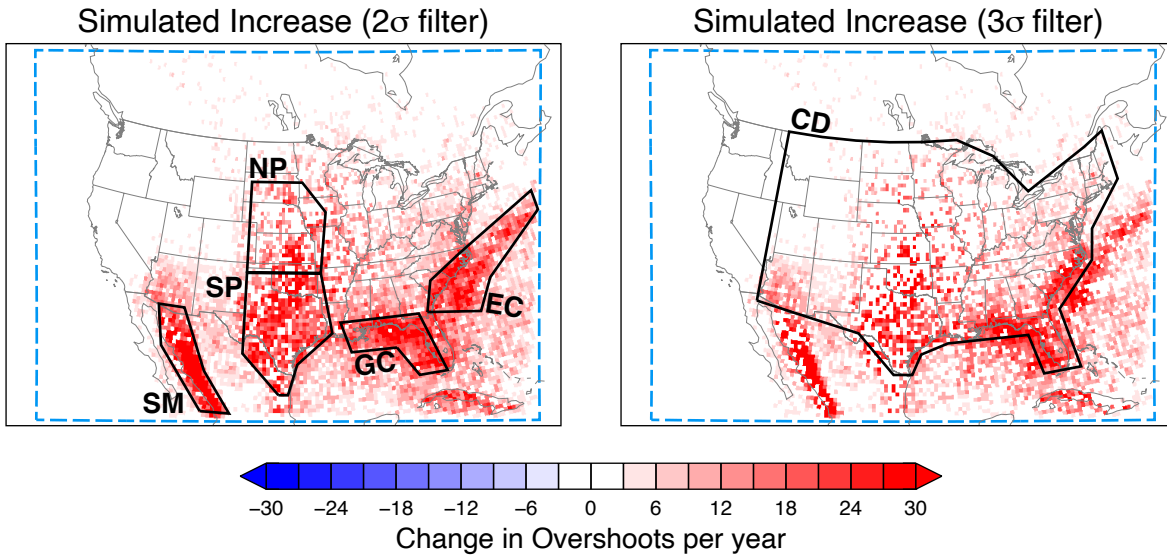 Simulated Increase (2σ filter)
Simulated Increase (3σ filter)
CD
NP
SP
EC
GC
SM
−30 −24 −18 −12 −6 0 6 12 18 24 30
Change in Overshoots per year